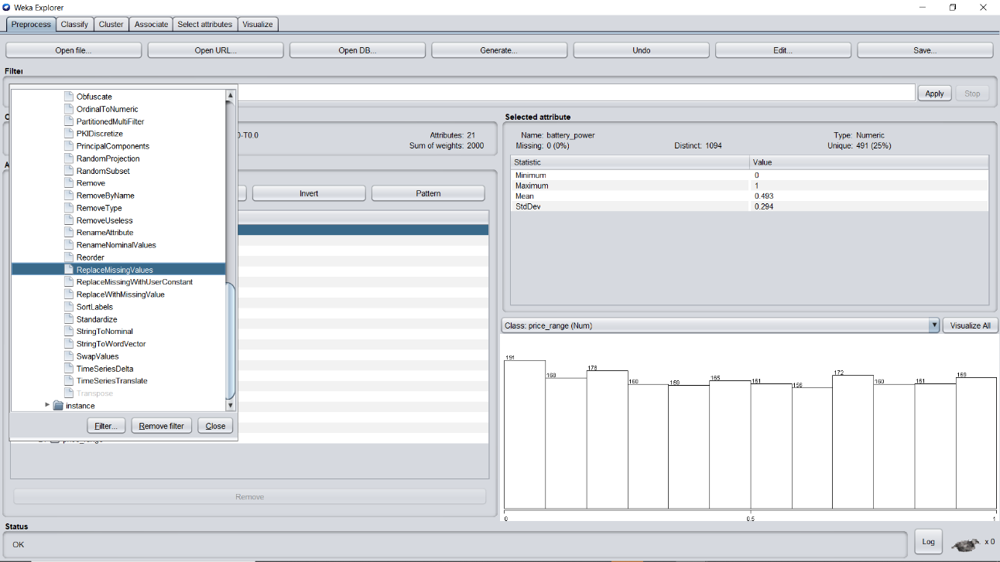 Weka Explorer
Preprocess Classify Cluster Associate Select attributes Visualize
Open file... Open URL... Open DB... Generate... Undo Edit... Save...
Filter
Apply Stop
Obfuscate
OrdinalToNumeric
PartitionedMultiFilter
PKIDiscretize
PrincipalComponents
RandomProjection
RandomSubset
Remove
RemoveByName
RemoveType
RemoveUseless
RenameAttribute
RenameNominalValues
Reorder
ReplaceMissingValues
ReplaceMissingWithUserConstant
ReplaceWithMissingValue
SortLabels
Standardize
StringToNominal
StringToWordVector
SwapValues
TimeSeriesDelta
TimeSeriesTranslate
Transpose
instance
Filter... Remove filter Close
0-T0.0 Attributes: 21
Sum of weights: 2000
Invert Pattern
Remove
Selected attribute
Name: battery_power Type: Numeric
Missing: 0 (0%) Distinct: 1094 Unique: 491 (25%)
Statistic Value
Minimum 0
Maximum 1
Mean 0.493
StdDev 0.294
Class: price_range (Num) Visualize All
191 168 178 160 159 165 161 156 172 160 161 169
0 0.5 1
Status
OK Log x 0